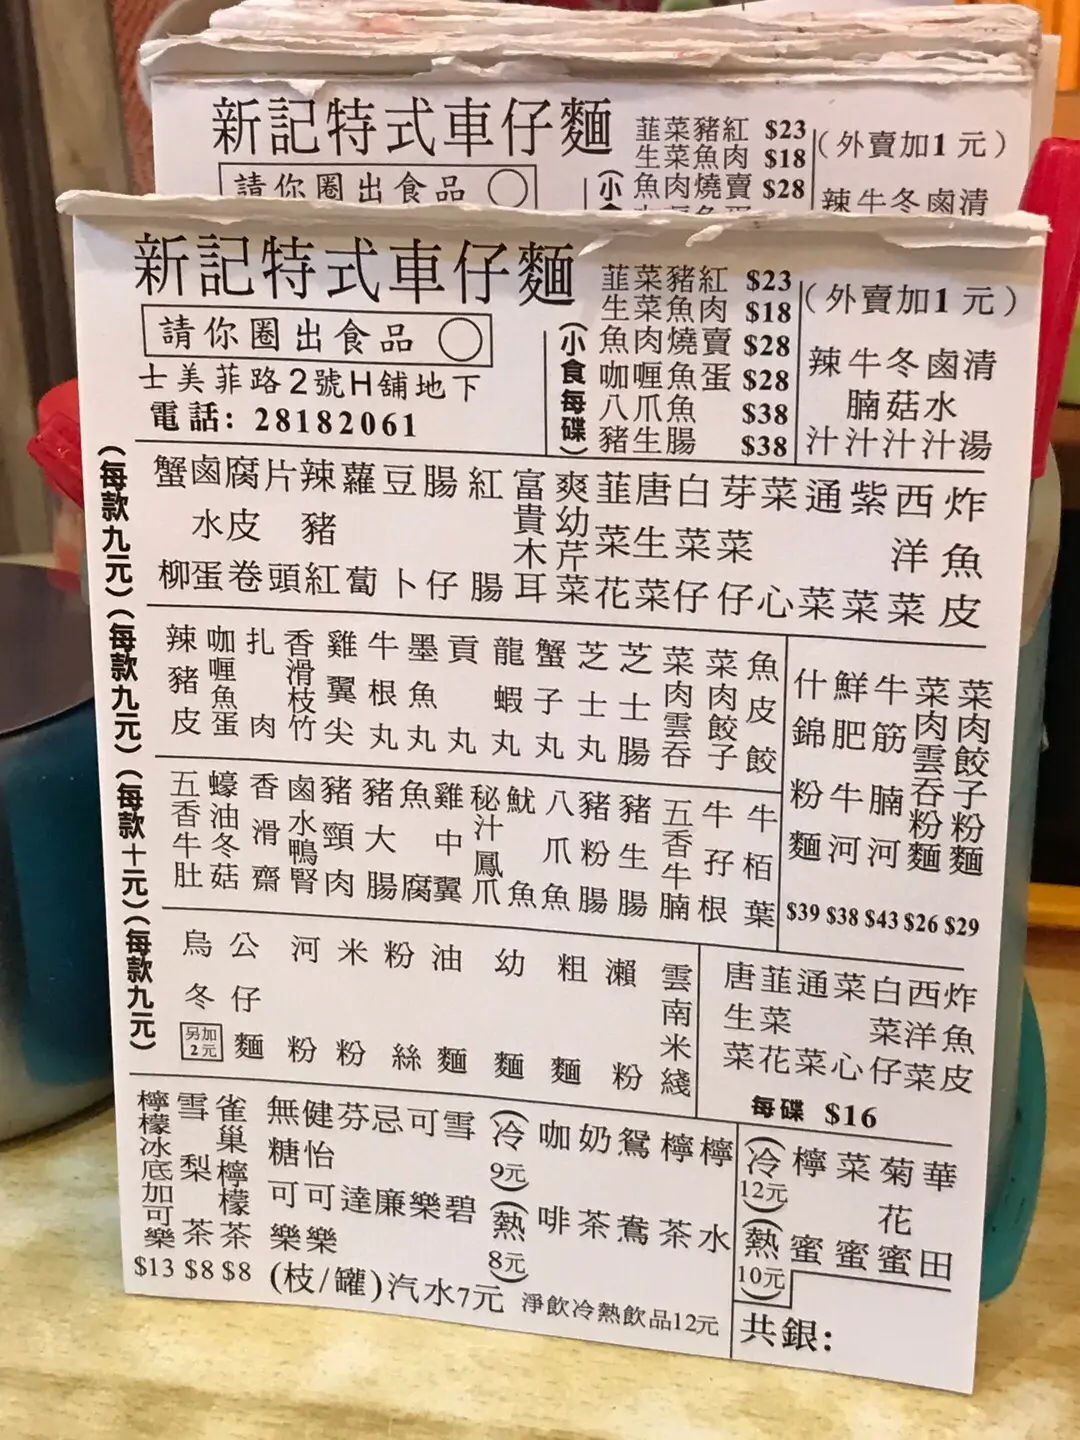 新記特式車仔麵
請你圈出食品 ○
韮菜豬紅 $23
生菜魚肉 $18
魚肉燒賣 $28
(小食
(外賣加1元)
辣牛冬鹵清
新記特式車仔麵
請你圈出食品 ○
士美菲路2號H舖地下
電話: 28182061
(小食每碟)
韮菜豬紅 $23
生菜魚肉 $18
魚肉燒賣 $28
咖喱魚蛋 $28
八爪魚 $38
豬生腸 $38
(外賣加1元)
辣汁
牛腩汁
冬菇汁
鹵水汁
清湯
(每款九元)
蟹柳
鹵水蛋
腐皮卷
片頭
辣豬紅
蘿蔔
豆卜
腸仔
紅腸
富貴木耳
爽幼芹菜
韮菜花
唐生菜
白菜仔
芽菜仔
菜心
通菜
紫菜
西洋菜
炸魚皮
(每款九元)
辣豬皮
咖喱魚蛋
扎肉
香滑枝竹
雞翼尖
牛根丸
墨魚丸
貢丸
龍蝦丸
蟹子丸
芝士丸
芝士腸
菜肉雲吞
菜肉餃子
魚皮餃
(每款十元)
五香牛肚
蠔油冬菇
香滑齋
鹵水鴨腎
豬頸肉
豬大腸
魚腐
雞中翼
秘汁鳳爪
魷魚
八爪魚
豬粉腸
豬生腸
五香牛腩
牛孖根
牛栢葉
什錦粉麵 $39
鮮肥牛河 $38
牛筋腩河 $43
菜肉雲吞粉麵 $26
菜肉餃子粉麵 $29
(每款九元)
烏冬 另加2元
公仔麵
河粉
米粉
粉絲
油麵
幼麵
粗麵
瀨粉
雲南米綫
唐生菜
韮菜花
通菜
菜心
白菜仔
西洋菜
炸魚皮
每碟 $16
檸檬冰底加可樂 $13
雪梨茶 $8
雀巢檸檬茶 $8
無糖可樂
健怡可樂
芬達
忌廉
可樂
雪碧
(枝/罐)汽水7元
(冷9元)
(熱8元)
咖啡
奶茶
鴛鴦
檸茶
檸水
淨飲冷熱飲品12元
(冷12元)
(熱10元)
檸蜜
菜蜜
菊花蜜
華田
共銀: